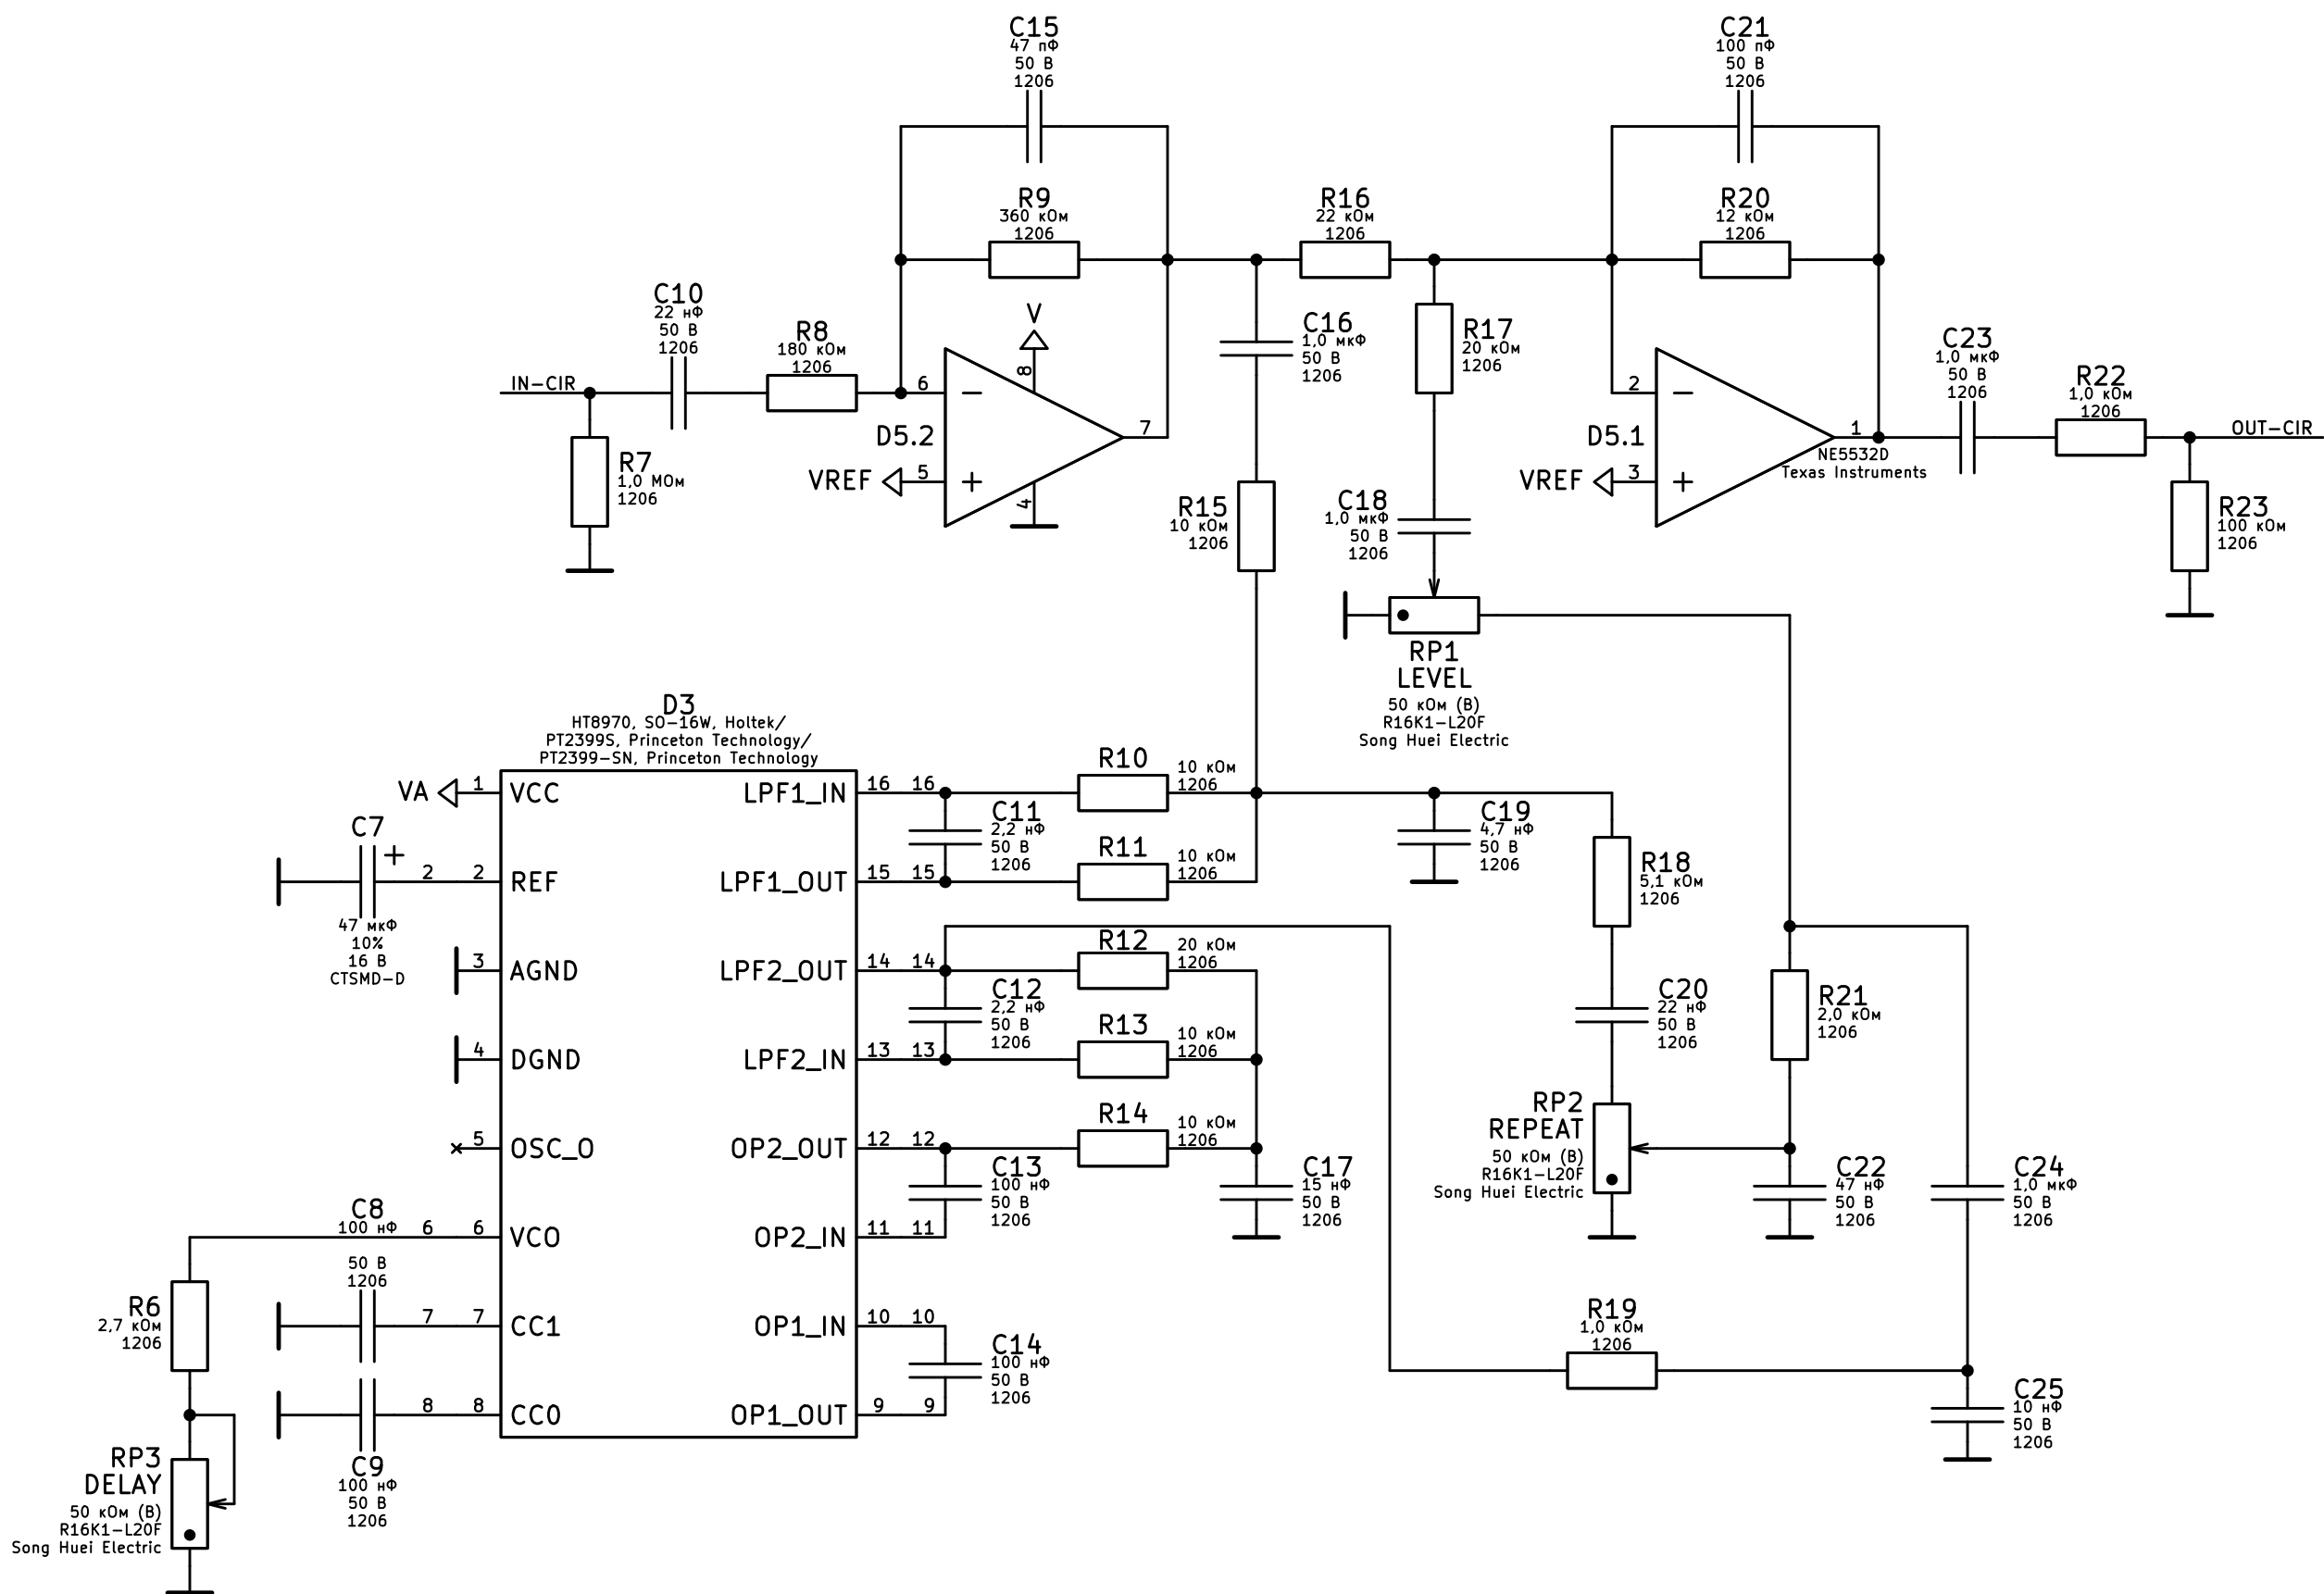 C15
47 пФ
50 В
1206
C21
100 пФ
50 В
1206
R9
360 кОм
1206
R16
22 кОм
1206
R20
12 кОм
1206
C10
22 нФ
50 В
1206
R8
180 кОм
1206
V
8
C16
1,0 мкФ
50 В
1206
R17
20 кОм
1206
C23
1,0 мкФ
50 В
1206
R22
1,0 кОм
1206
IN-CIR
6
2
D5.2
7
D5.1
1
NE5532D
Texas Instruments
OUT-CIR
R7
1,0 МОм
1206
VREF
5
4
VREF
3
R15
10 кОм
1206
C18
1,0 мкФ
50 В
1206
R23
100 кОм
1206
RP1
LEVEL
50 кОм (B)
R16K1-L20F
Song Huei Electric
D3
HT8970, SO-16W, Holtek/
PT2399S, Princeton Technology/
PT2399-SN, Princeton Technology
VA
1
VCC
LPF1_IN
16
16
R10
10 кОм
1206
C7
+
2
2
REF
LPF1_OUT
15
15
C11
2,2 нФ
50 В
1206
R11
10 кОм
1206
C19
4,7 нФ
50 В
1206
R18
5,1 кОм
1206
47 мкФ
10%
16 В
CTSMD-D
3
AGND
LPF2_OUT
14
14
R12
20 кОм
1206
C12
2,2 нФ
50 В
1206
R13
10 кОм
1206
C20
22 нФ
50 В
1206
R21
2,0 кОм
1206
4
DGND
LPF2_IN
13
13
R14
10 кОм
1206
RP2
REPEAT
50 кОм (B)
R16K1-L20F
Song Huei Electric
5
OSC_O
OP2_OUT
12
12
C13
100 нФ
50 В
1206
C17
15 нФ
50 В
1206
C22
47 нФ
50 В
1206
C24
1,0 мкФ
50 В
1206
C8
100 нФ
50 В
1206
6
6
VCO
OP2_IN
11
11
R6
2,7 кОм
1206
7
7
CC1
OP1_IN
10
10
C14
100 нФ
50 В
1206
R19
1,0 кОм
1206
8
8
CC0
OP1_OUT
9
9
C25
10 нФ
50 В
1206
RP3
DELAY
50 кОм (B)
R16K1-L20F
Song Huei Electric
C9
100 нФ
50 В
1206